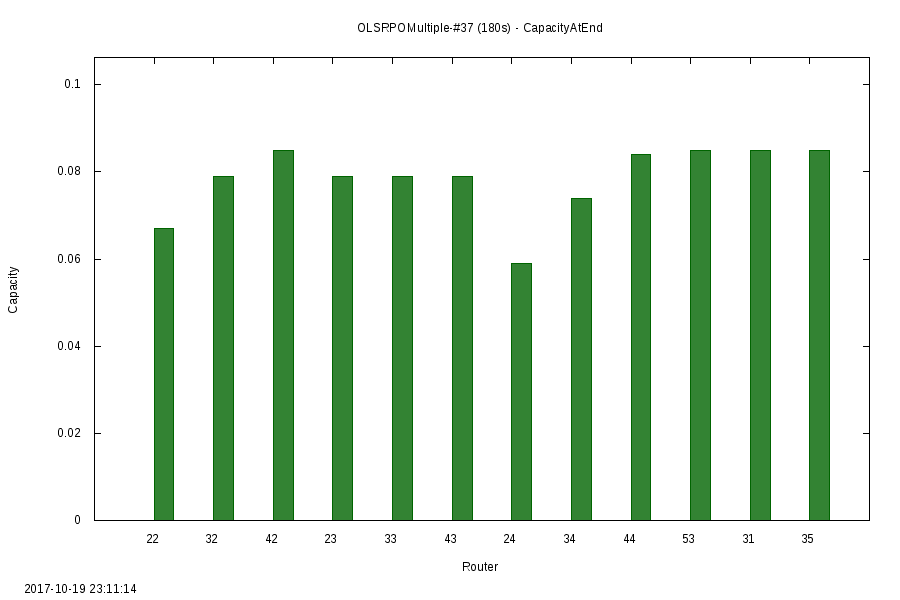 OLSRPOMultiple-#37 (180s) - CapacityAtEnd
0.1
0.08
0.06
0.04
0.02
0
Capacity
22 32 42 23 33 43 24 34 44 53 31 35
Router
2017-10-19 23:11:14